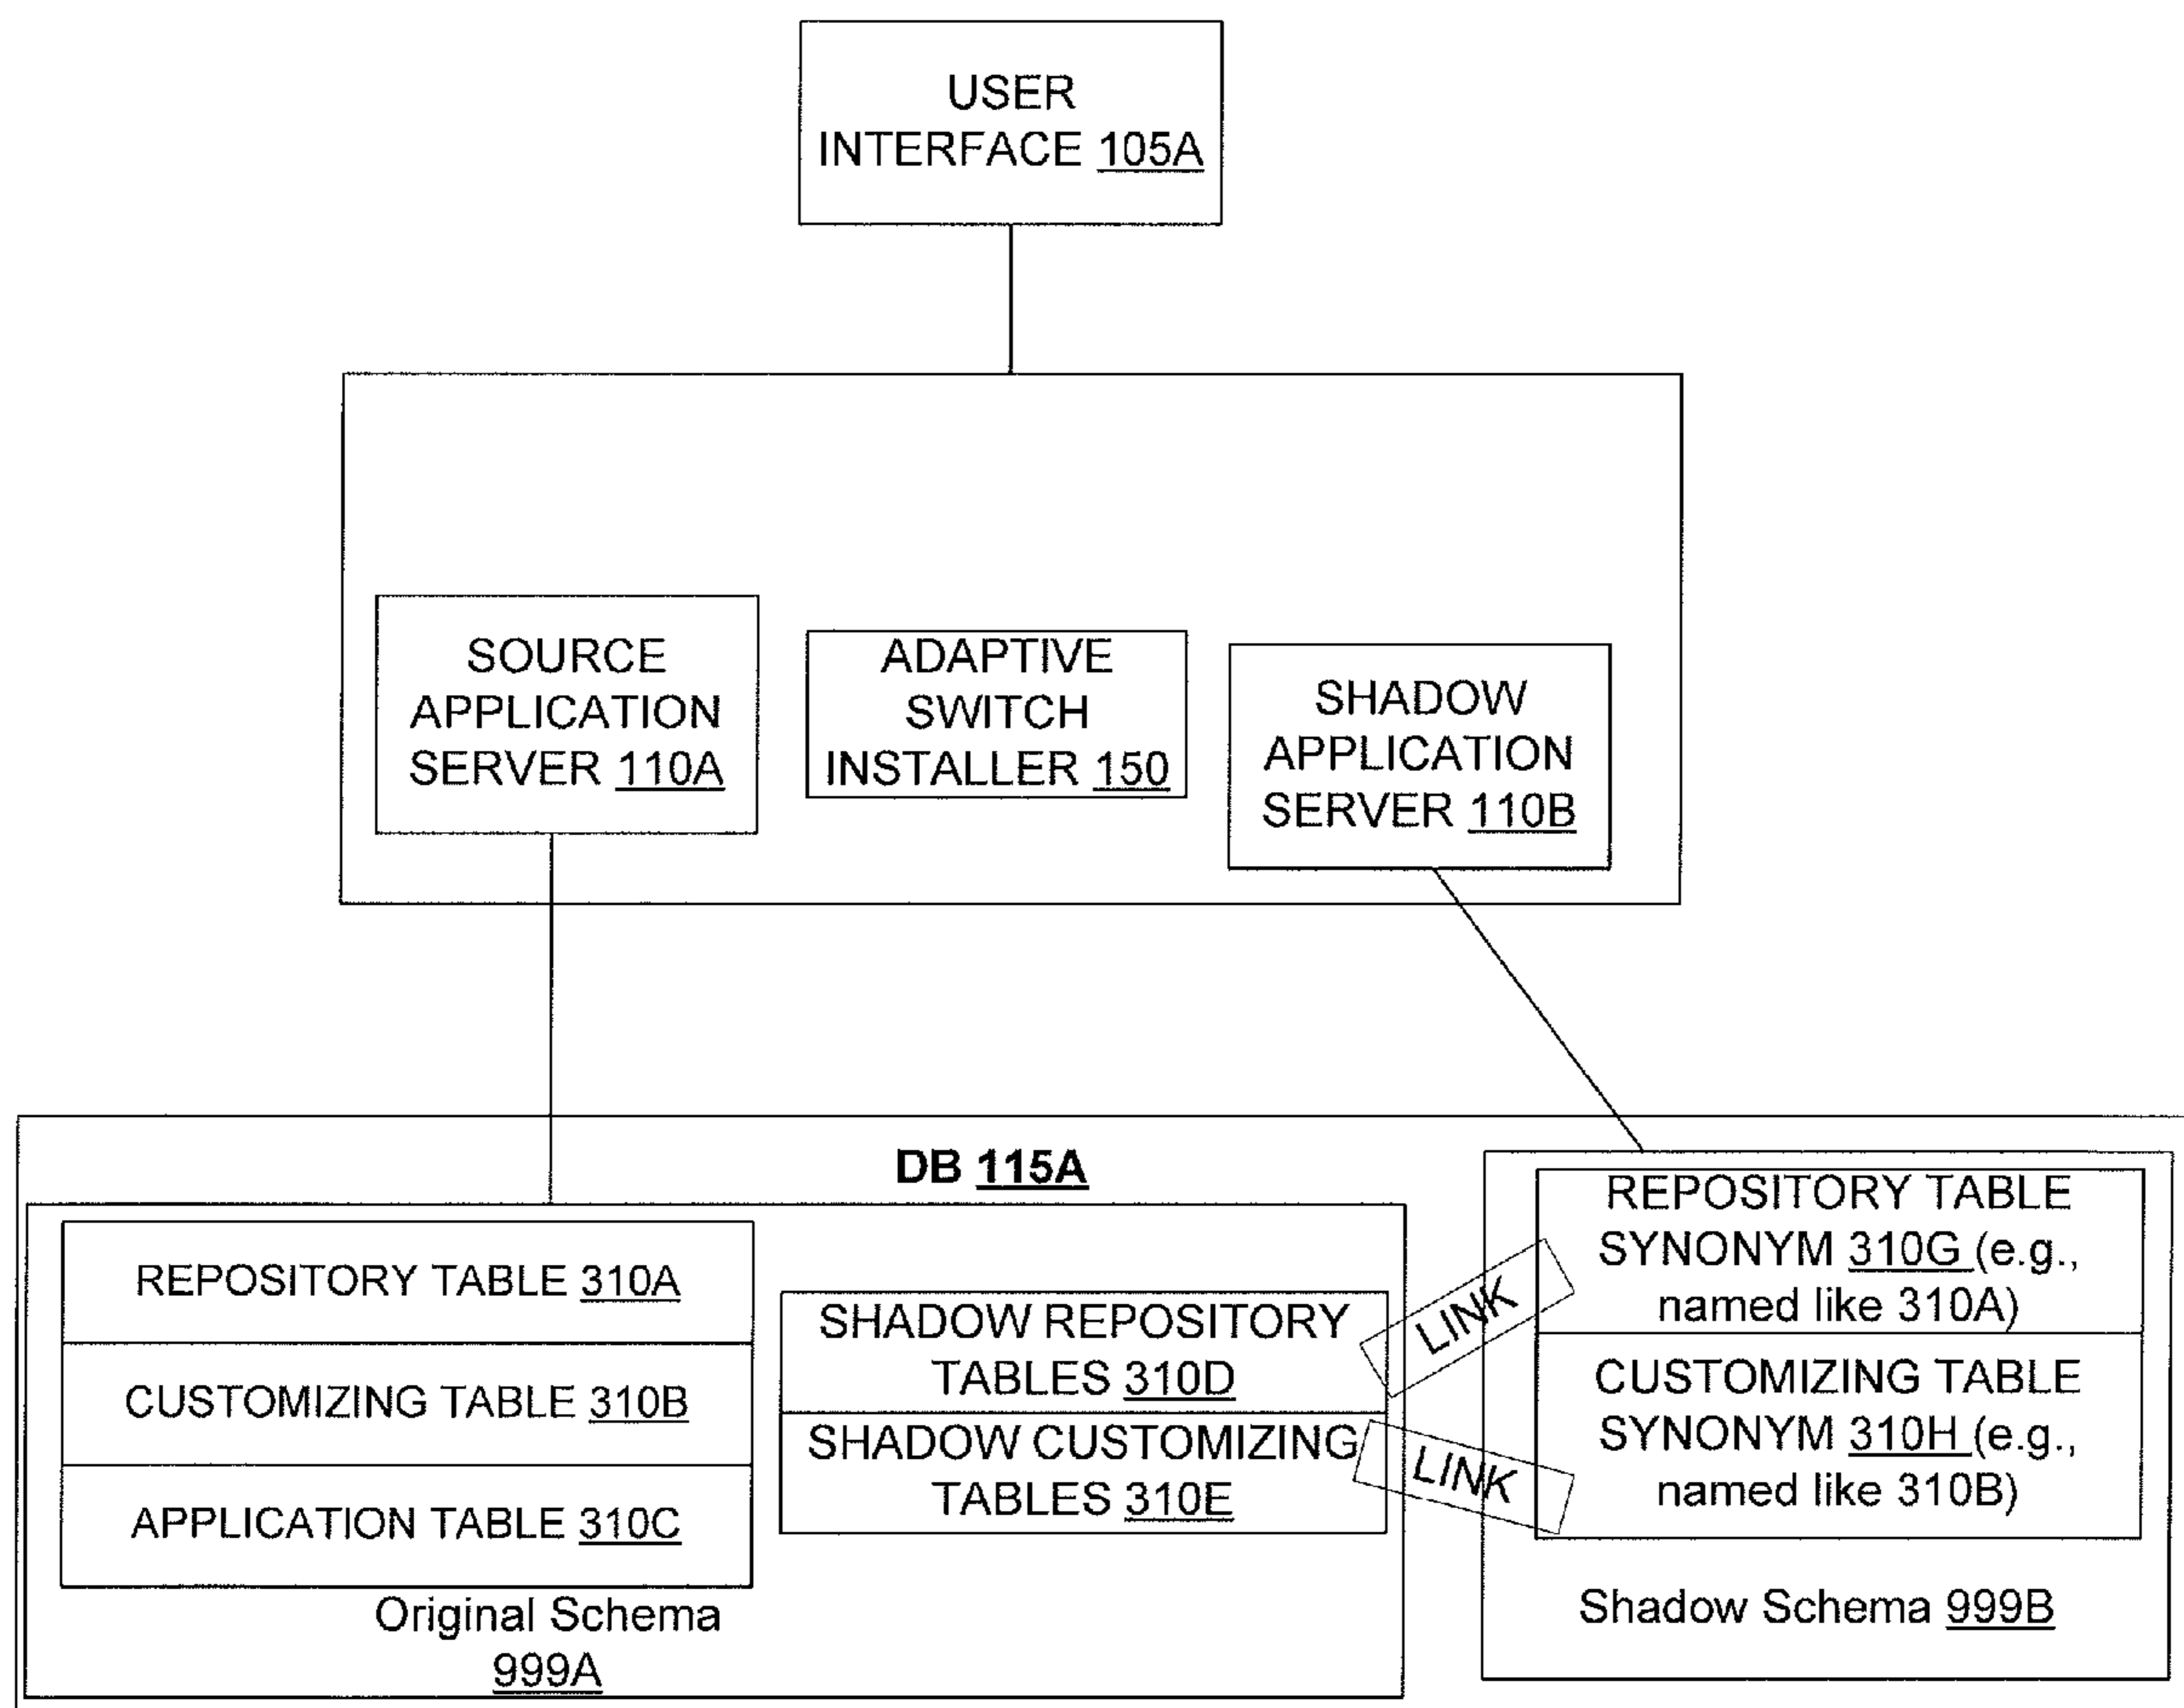 USER
INTERFACE 105A
SOURCE
APPLICATION
SERVER 110A
ADAPTIVE
SWITCH
INSTALLER 150
SHADOW
APPLICATION
SERVER 110B
DB 115A
REPOSITORY TABLE 310A
CUSTOMIZING TABLE 310B
APPLICATION TABLE 310C
Original Schema
999A
SHADOW REPOSITORY
TABLES 310D
SHADOW CUSTOMIZING
TABLES 310E
LINK
LINK
REPOSITORY TABLE
SYNONYM 310G (e.g.,
named like 310A)
CUSTOMIZING TABLE
SYNONYM 310H (e.g.,
named like 310B)
Shadow Schema 999B